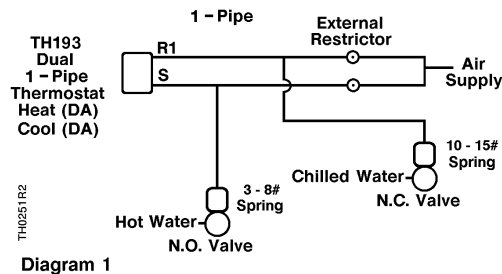 1 – Pipe
External
Restrictor
TH193
Dual
1 – Pipe
Thermostat
Heat (DA)
Cool (DA)
R1
S
Air
Supply
10 - 15#
Spring
Chilled Water
N.C. Valve
3 - 8#
Spring
Hot Water
N.O. Valve
TH0251R2
Diagram 1